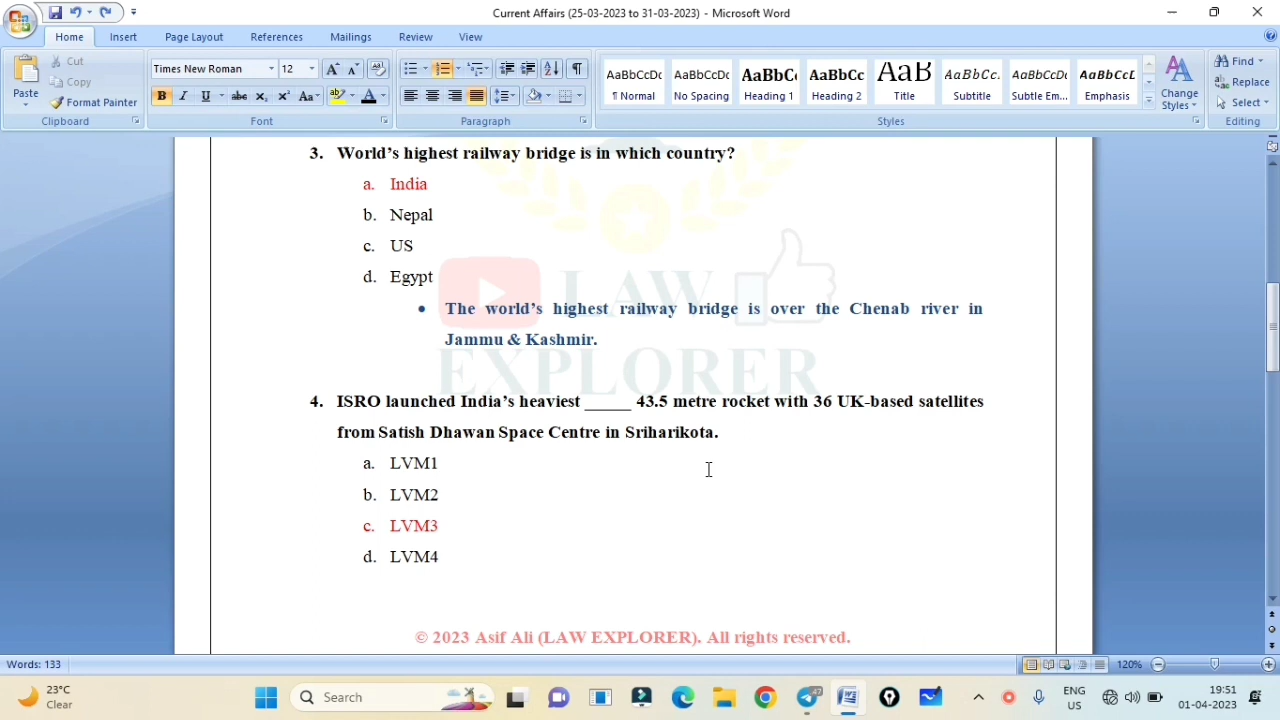 Current Affairs (25-03-2023 to 31-03-2023) - Microsoft Word
Home Insert Page Layout References Mailings Review View
Paste
Cut
Copy
Format Painter
Clipboard
Times New Roman 12
Font
Paragraph
AaBbCcDc AaBbCcDc AaBbC AaBbCc AaB AaBbCc. AaBbCcDc AaBbCcL
¶ Normal No Spacing Heading 1 Heading 2 Title Subtitle Subtle Em... Emphasis
Change Styles
Styles
Find
Replace
Select
Editing
3. World's highest railway bridge is in which country?
a. India
b. Nepal
c. US
d. Egypt
• The world's highest railway bridge is over the Chenab river in
Jammu & Kashmir.
LAW
EXPLORER
4. ISRO launched India's heaviest _____ 43.5 metre rocket with 36 UK-based satellites
from Satish Dhawan Space Centre in Sriharikota.
a. LVM1
b. LVM2
c. LVM3
d. LVM4
© 2023 Asif Ali (LAW EXPLORER). All rights reserved.
Words: 133
120%
23°C
Clear
Search
47
ENG
US
19:51
01-04-2023